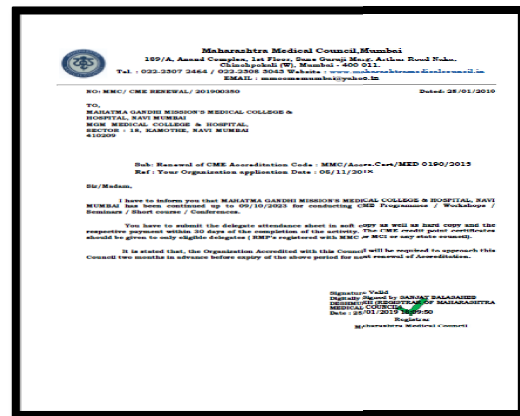 Maharashtra Medical Council,Mumbai
189/A, Anand Complex, 1st Floor, Sane Guruji Marg, Arthur Road Naka,
Chinchpokali (W), Mumbai - 400 011.
Tel. : 022-2307 2464 / 022-2308 3043 Website : www.maharashtramedicalcouncil.in
EMAIL : mmccmemumbai@yahoo.in
NO: MMC/ CME RENEWAL/ 201900350
Dated: 25/01/2019
TO,
MAHATMA GANDHI MISSION'S MEDICAL COLLEGE &
HOSPITAL, NAVI MUMBAI
MGM MEDICAL COLLEGE & HOSPITAL,
SECTOR : 18, KAMOTHE, NAVI MUMBAI
410209
Sub: Renewal of CME Accreditation Code : MMC/Accre.Cert/MED 0190/2015
Ref : Your Organization application Date : 05/11/2018
Sir/Madam,
I have to inform you that MAHATMA GANDHI MISSION'S MEDICAL COLLEGE & HOSPITAL, NAVI
MUMBAI has been continued up to 09/10/2023 for conducting CME Programmes / Workshops /
Seminars / Short course / Conferences.
You have to submit the delegate attendance sheet in soft copy as well as hard copy and the
respective payment within 30 days of the completion of the activity. The CME credit point certificates
should be given to only eligible delegates ( RMP's registered with MMC or MCI or any state council).
It is stated that, the Organization Accredited with this Council will be required to approach this
Council two months in advance before expiry of the above period for next renewal of Accreditation.
Signature Valid
Digitally Signed by SANJAY BALASAHEB
DESHMUKH (REGISTRAR OF MAHARASHTRA
MEDICAL COUNCIL)
Date : 25/01/2019 18:09:50
Registrar
Maharashtra Medical Council